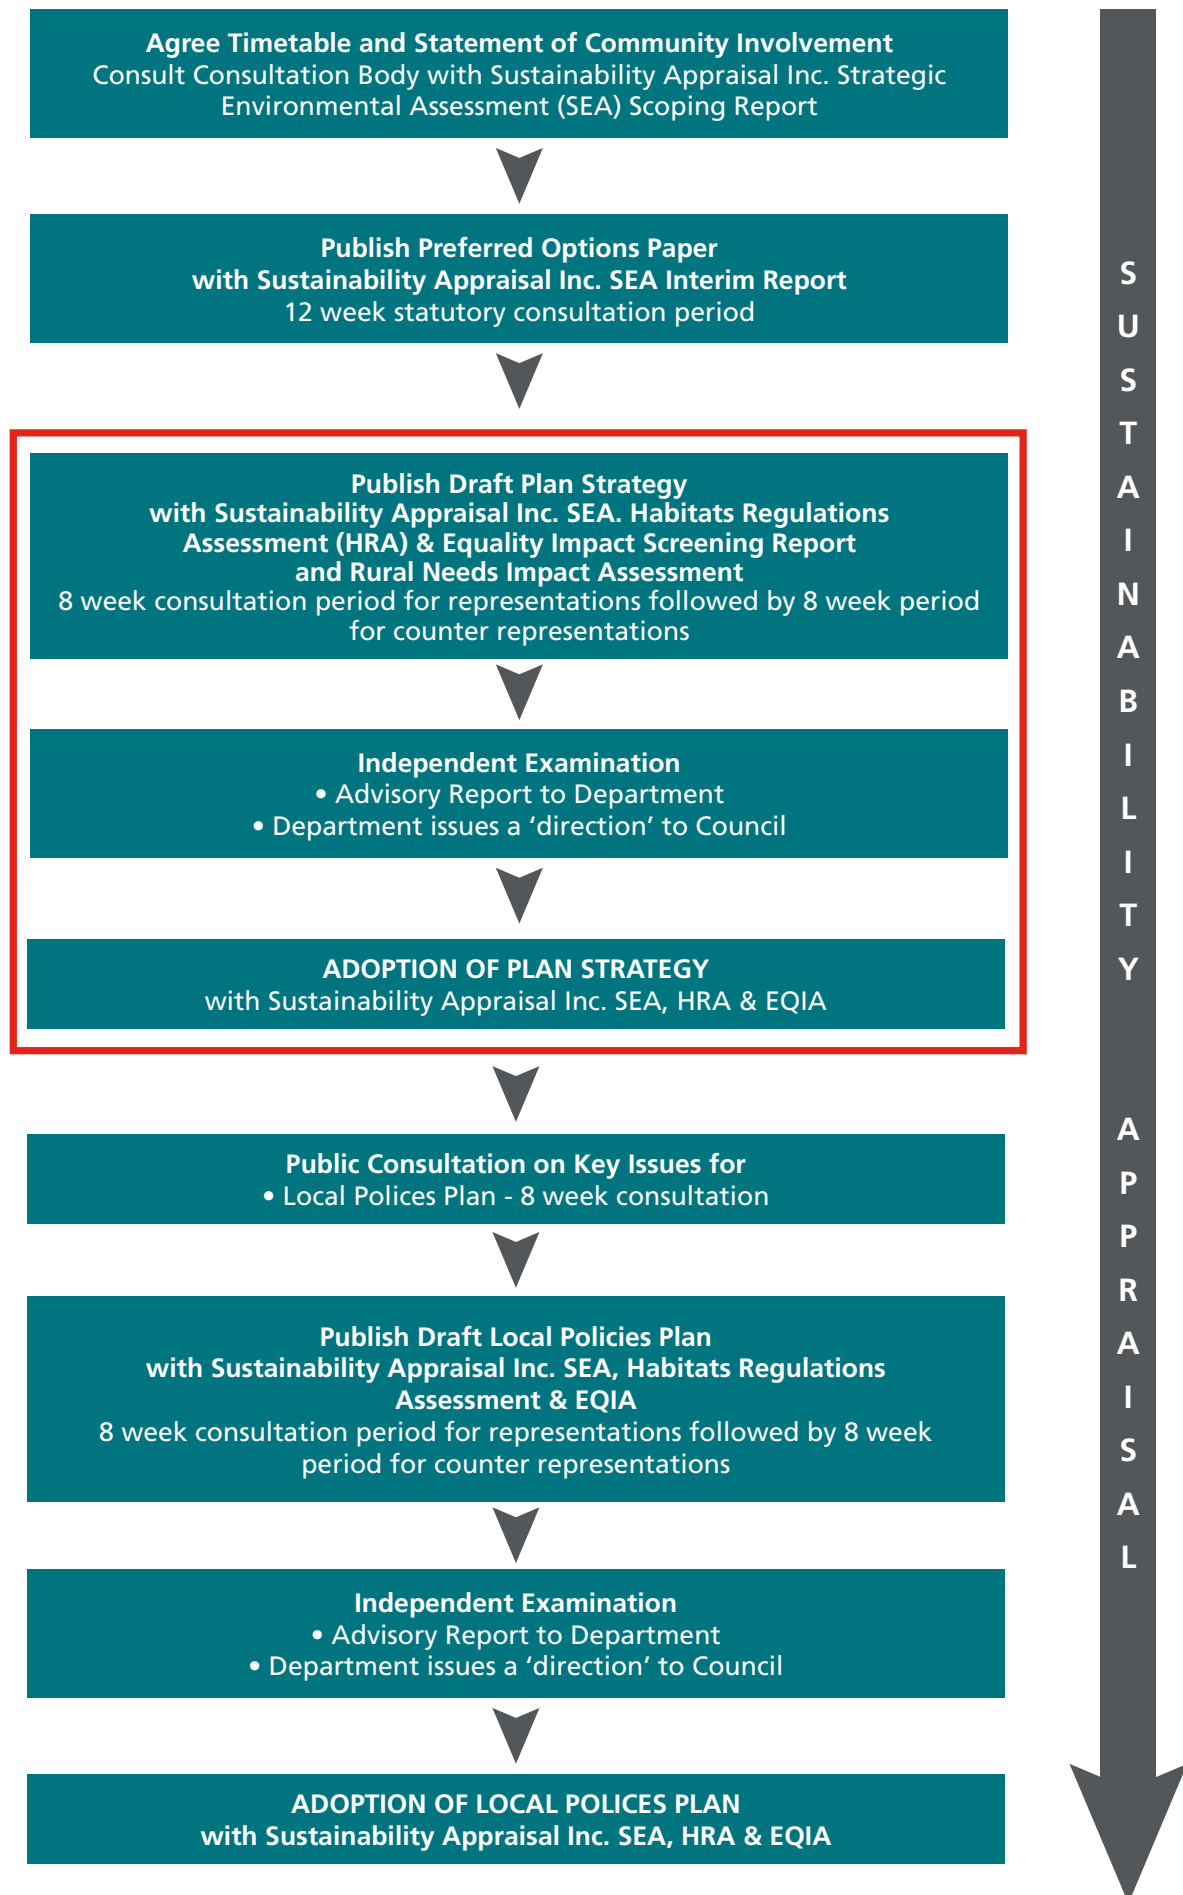 Agree Timetable and Statement of Community Involvement
Consult Consultation Body with Sustainability Appraisal Inc. Strategic
Environmental Assessment (SEA) Scoping Report
Publish Preferred Options Paper
with Sustainability Appraisal Inc. SEA Interim Report
12 week statutory consultation period
Publish Draft Plan Strategy
with Sustainability Appraisal Inc. SEA. Habitats Regulations
Assessment (HRA) & Equality Impact Screening Report
and Rural Needs Impact Assessment
8 week consultation period for representations followed by 8 week period
for counter representations
Independent Examination
• Advisory Report to Department
• Department issues a ‘direction’ to Council
ADOPTION OF PLAN STRATEGY
with Sustainability Appraisal Inc. SEA, HRA & EQIA
Public Consultation on Key Issues for
• Local Polices Plan - 8 week consultation
Publish Draft Local Policies Plan
with Sustainability Appraisal Inc. SEA, Habitats Regulations
Assessment & EQIA
8 week consultation period for representations followed by 8 week
period for counter representations
Independent Examination
• Advisory Report to Department
• Department issues a ‘direction’ to Council
ADOPTION OF LOCAL POLICES PLAN
with Sustainability Appraisal Inc. SEA, HRA & EQIA
SUSTAINABILITY APPRAISAL